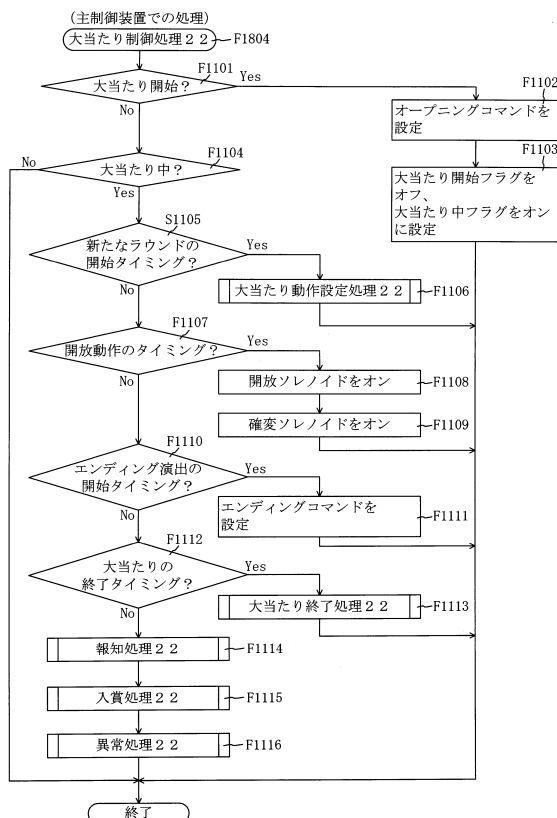 (主制御装置での処理)
大当たり制御処理22
F1804
F1101
大当たり開始?
Yes
No
F1102
オープニングコマンドを
設定
F1103
大当たり開始フラグを
オフ、
大当たり中フラグをオン
に設定
No
F1104
大当たり中?
Yes
S1105
新たなラウンドの
開始タイミング?
Yes
No
大当たり動作設定処理22
F1106
F1107
開放動作のタイミング?
Yes
No
開放ソレノイドをオン
F1108
確変ソレノイドをオン
F1109
F1110
エンディング演出の
開始タイミング?
Yes
No
エンディングコマンドを
設定
F1111
F1112
大当たりの
終了タイミング?
Yes
No
大当たり終了処理22
F1113
報知処理22
F1114
入賞処理22
F1115
異常処理22
F1116
終了